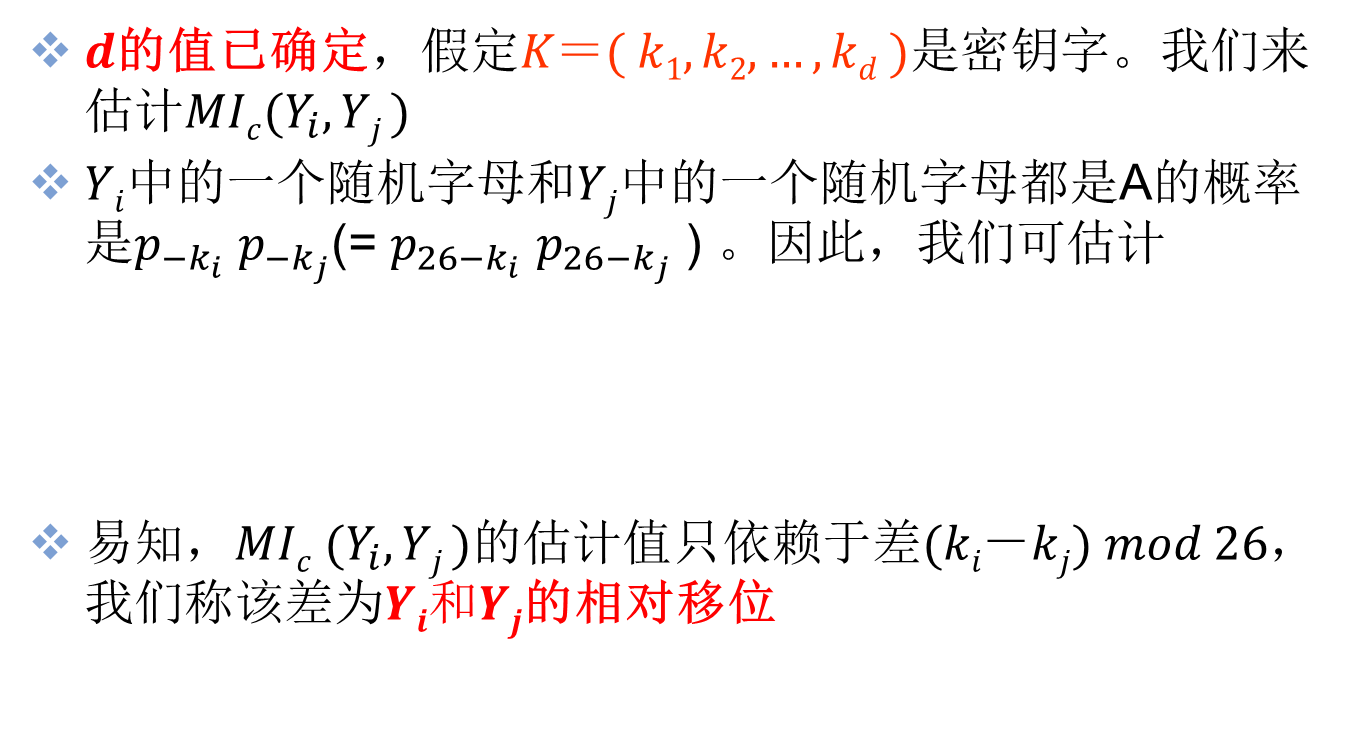 ❖ d的值已确定，假定K＝( k₁, k₂, … , k_d )是密钥字。我们来
估计MI_c(Y_i, Y_j )
❖ Y_i中的一个随机字母和Y_j中的一个随机字母都是A的概率
是p_{−k_i} p_{−k_j}(= p_{26−k_i} p_{26−k_j} ) 。因此，我们可估计
❖ 易知，MI_c (Y_i, Y_j )的估计值只依赖于差(k_i－k_j) mod 26，
我们称该差为Y_i和Y_j的相对移位